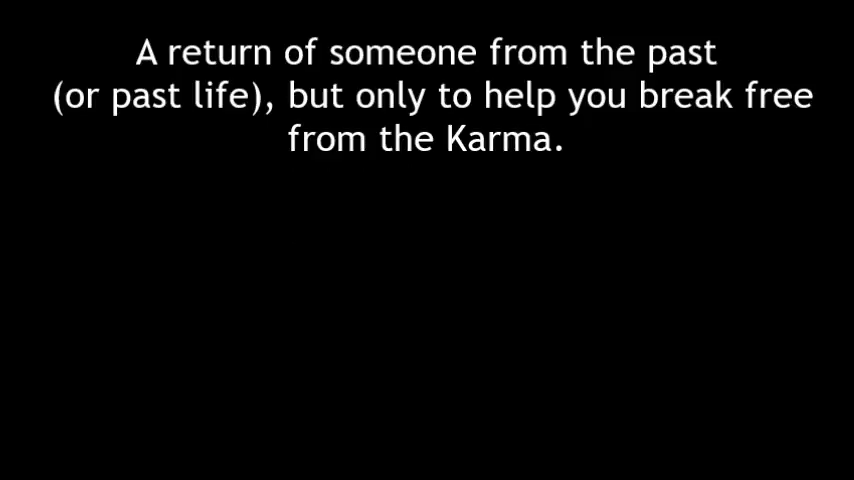 A return of someone from the past
(or past life), but only to help you break free
from the Karma.